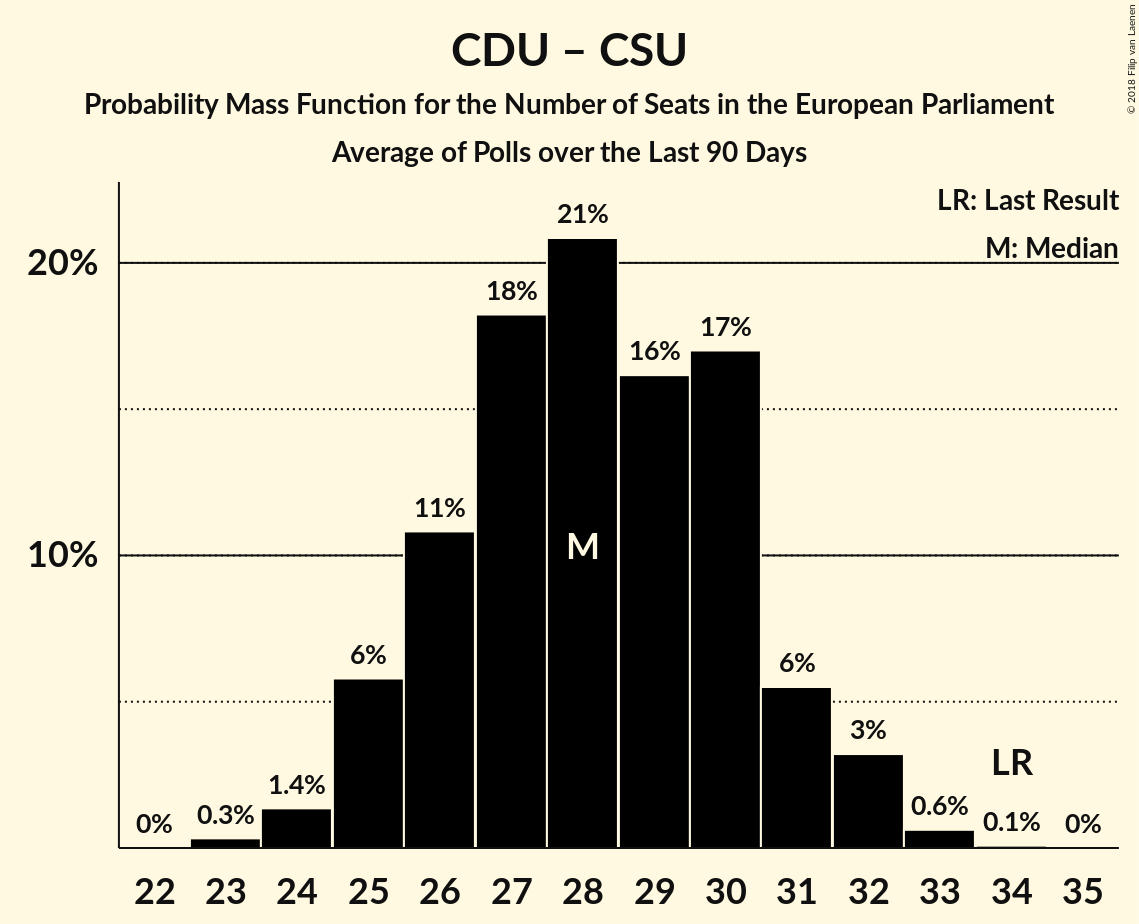 CDU – CSU
Probability Mass Function for the Number of Seats in the European Parliament
Average of Polls over the Last 90 Days
© 2018 Filip van Laenen
LR: Last Result
M: Median
20%
10%
0%
0.3%
1.4%
6%
11%
18%
21%
16%
17%
6%
3%
0.6%
0.1%
0%
M
LR
22 23 24 25 26 27 28 29 30 31 32 33 34 35